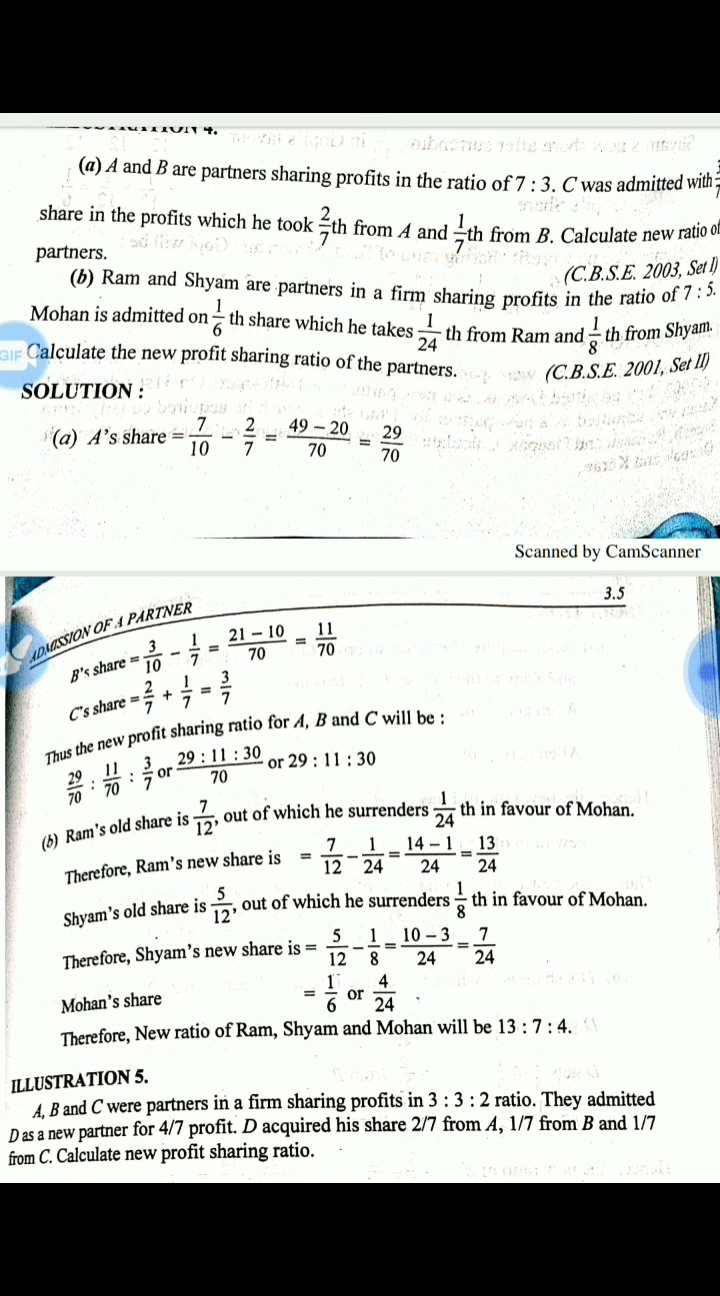 ILLUSTRATION 4.
(a) A and B are partners sharing profits in the ratio of 7 : 3. C was admitted with 3/7
share in the profits which he took 2/7th from A and 1/7th from B. Calculate new ratio of
partners.
(C.B.S.E. 2003, Set I)
(b) Ram and Shyam are partners in a firm sharing profits in the ratio of 7 : 5.
Mohan is admitted on 1/6 th share which he takes 1/24 th from Ram and 1/8 th from Shyam.
GIF
Calculate the new profit sharing ratio of the partners.
(C.B.S.E. 2001, Set II)
SOLUTION :
(a) A's share = 7/10 – 2/7 = 49 – 20/70 = 29/70
Scanned by CamScanner
ADMISSION OF A PARTNER
3.5
B's share = 3/10 – 1/7 = 21 – 10/70 = 11/70
C's share = 2/7 + 1/7 = 3/7
Thus the new profit sharing ratio for A, B and C will be :
29/70 : 11/70 : 3/7 or 29 : 11 : 30/70 or 29 : 11 : 30
(b) Ram's old share is 7/12, out of which he surrenders 1/24 th in favour of Mohan.
Therefore, Ram's new share is = 7/12 – 1/24 = 14 – 1/24 = 13/24
Shyam's old share is 5/12, out of which he surrenders 1/8 th in favour of Mohan.
Therefore, Shyam's new share is = 5/12 – 1/8 = 10 – 3/24 = 7/24
Mohan's share = 1/6 or 4/24
Therefore, New ratio of Ram, Shyam and Mohan will be 13 : 7 : 4.
ILLUSTRATION 5.
A, B and C were partners in a firm sharing profits in 3 : 3 : 2 ratio. They admitted
D as a new partner for 4/7 profit. D acquired his share 2/7 from A, 1/7 from B and 1/7
from C. Calculate new profit sharing ratio.